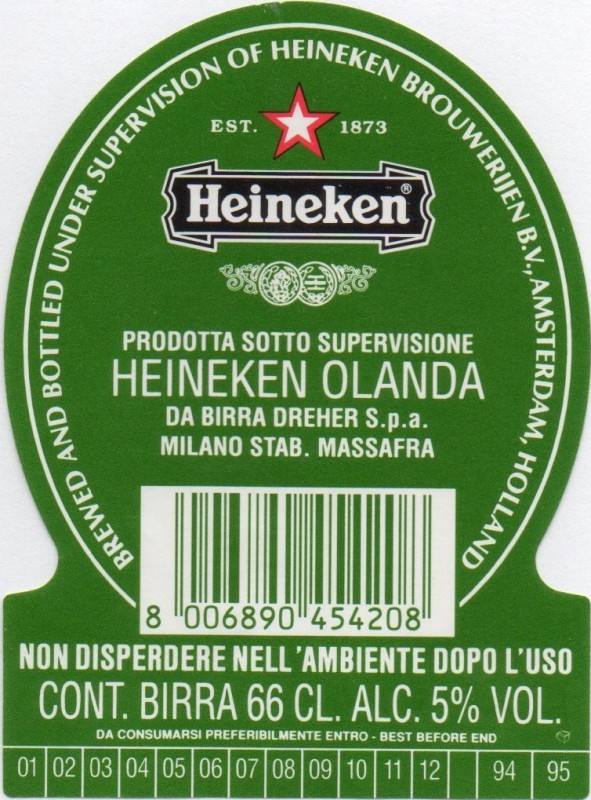 BREWED AND BOTTLED UNDER SUPERVISION OF HEINEKEN BROUWERIJEN B.V., AMSTERDAM, HOLLAND
EST. 1873
Heineken®
PRODOTTA SOTTO SUPERVISIONE
HEINEKEN OLANDA
DA BIRRA DREHER S.p.a.
MILANO STAB. MASSAFRA
8 006890 454208
NON DISPERDERE NELL'AMBIENTE DOPO L'USO
CONT. BIRRA 66 CL. ALC. 5% VOL.
DA CONSUMARSI PREFERIBILMENTE ENTRO - BEST BEFORE END
01 02 03 04 05 06 07 08 09 10 11 12 94 95